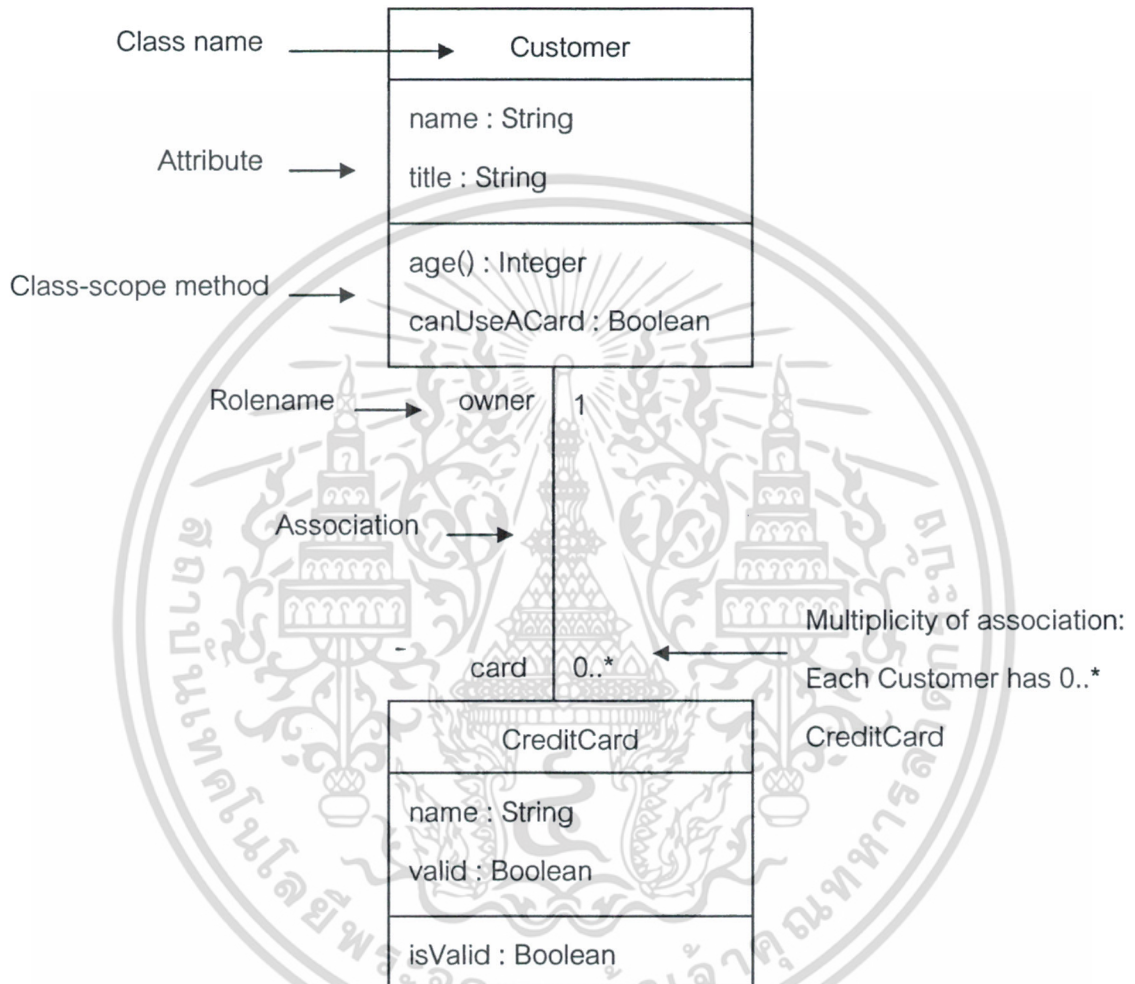 Class name
Customer
name : String
Attribute
title : String
Class-scope method
age() : Integer
canUseACard : Boolean
Rolename
owner
1
Association
Multiplicity of association:
card
0..*
Each Customer has 0..*
CreditCard
CreditCard
name : String
valid : Boolean
isValid : Boolean